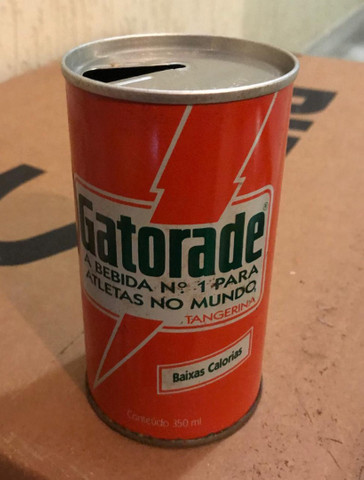 Gatorade®
A BEBIDA Nº 1 PARA
ATLETAS NO MUNDO
TANGERINA
Baixas Calorias
Conteúdo 350 ml